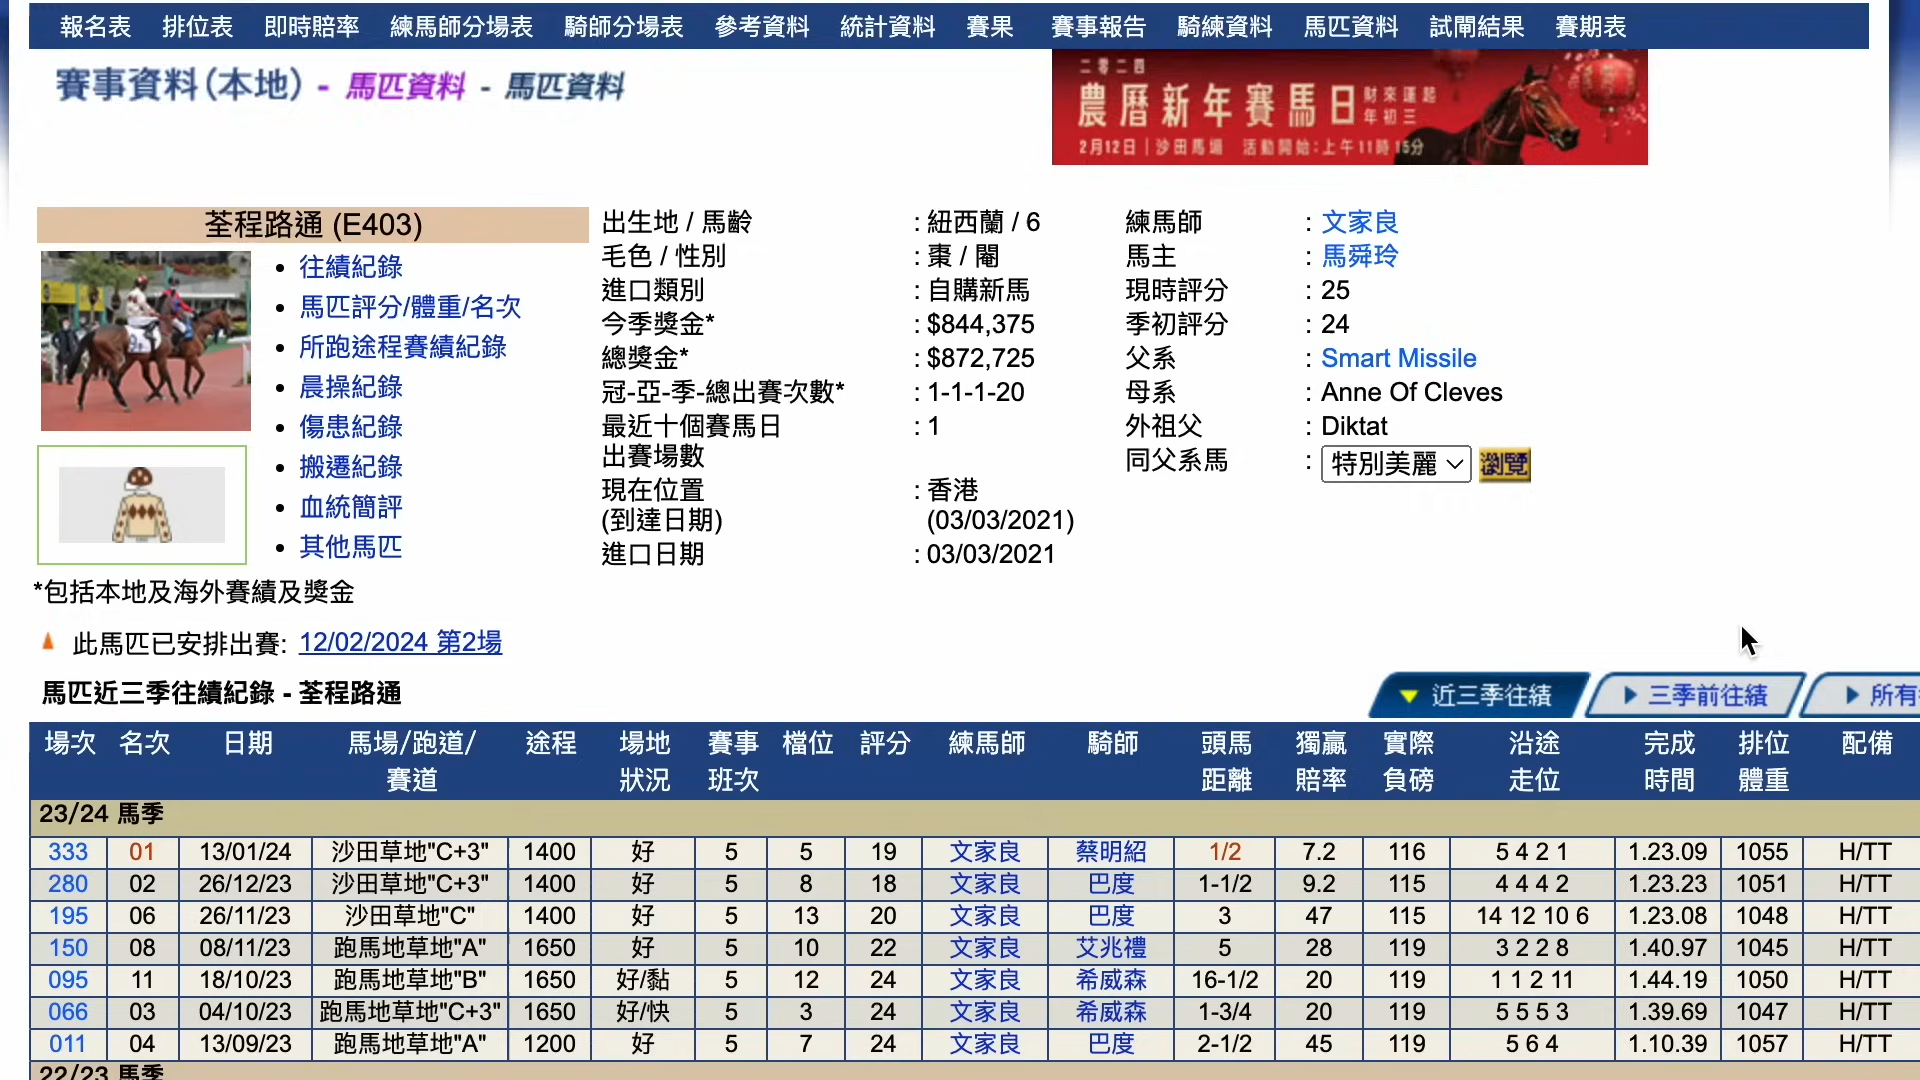 報名表 排位表 即時賠率 練馬師分場表 騎師分場表 參考資料 統計資料 賽果 賽事報告 騎練資料 馬匹資料 試閘結果 賽期表
賽事資料(本地) - 馬匹資料 - 馬匹資料
二零二四
農曆新年賽馬日 財來運起 年初三
2月12日 | 沙田馬場 活動開始:上午11時15分
荃程路通 (E403)
往績紀錄
馬匹評分/體重/名次
所跑途程賽績紀錄
晨操紀錄
傷患紀錄
搬遷紀錄
血統簡評
其他馬匹
出生地 / 馬齡 : 紐西蘭 / 6
毛色 / 性別 : 棗 / 閹
進口類別 : 自購新馬
今季獎金* : $844,375
總獎金* : $872,725
冠-亞-季-總出賽次數* : 1-1-1-20
最近十個賽馬日 : 1
出賽場數
現在位置 : 香港
(到達日期) (03/03/2021)
進口日期 : 03/03/2021
練馬師 : 文家良
馬主 : 馬舜玲
現時評分 : 25
季初評分 : 24
父系 : Smart Missile
母系 : Anne Of Cleves
外祖父 : Diktat
同父系馬 : 特別美麗 瀏覽
*包括本地及海外賽績及獎金
此馬匹已安排出賽: 12/02/2024 第2場
馬匹近三季往績紀錄 - 荃程路通
近三季往績 三季前往績 所有
場次 名次 日期 馬場/跑道/賽道 途程 場地狀況 賽事班次 檔位 評分 練馬師 騎師 頭馬距離 獨贏賠率 實際負磅 沿途走位 完成時間 排位體重 配備
23/24 馬季
333 01 13/01/24 沙田草地"C+3" 1400 好 5 5 19 文家良 蔡明紹 1/2 7.2 116 5 4 2 1 1.23.09 1055 H/TT
280 02 26/12/23 沙田草地"C+3" 1400 好 5 8 18 文家良 巴度 1-1/2 9.2 115 4 4 4 2 1.23.23 1051 H/TT
195 06 26/11/23 沙田草地"C" 1400 好 5 13 20 文家良 巴度 3 47 115 14 12 10 6 1.23.08 1048 H/TT
150 08 08/11/23 跑馬地草地"A" 1650 好 5 10 22 文家良 艾兆禮 5 28 119 3 2 2 8 1.40.97 1045 H/TT
095 11 18/10/23 跑馬地草地"B" 1650 好/黏 5 12 24 文家良 希威森 16-1/2 20 119 1 1 2 11 1.44.19 1050 H/TT
066 03 04/10/23 跑馬地草地"C+3" 1650 好/快 5 3 24 文家良 希威森 1-3/4 20 119 5 5 5 3 1.39.69 1047 H/TT
011 04 13/09/23 跑馬地草地"A" 1200 好 5 7 24 文家良 巴度 2-1/2 45 119 5 6 4 1.10.39 1057 H/TT
22/23 馬季